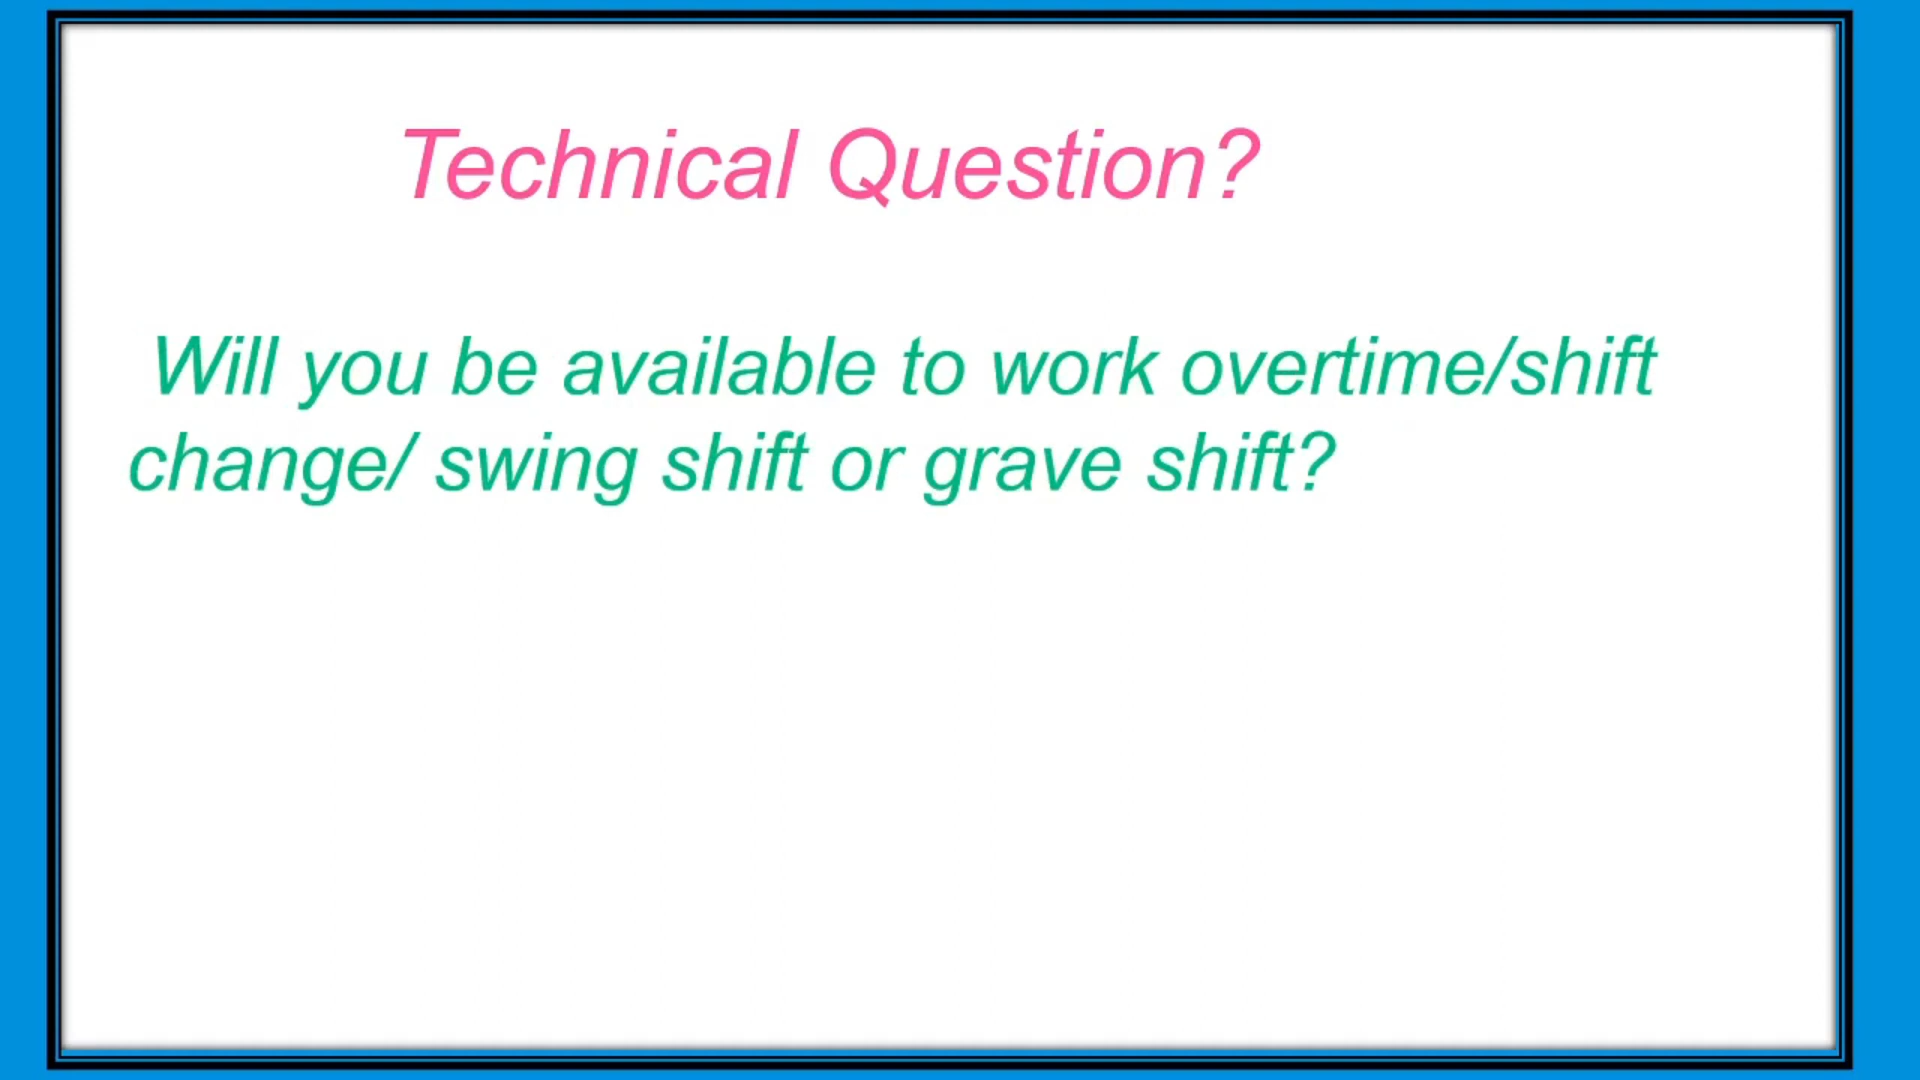 Technical Question?
Will you be available to work overtime/shift
change/ swing shift or grave shift?